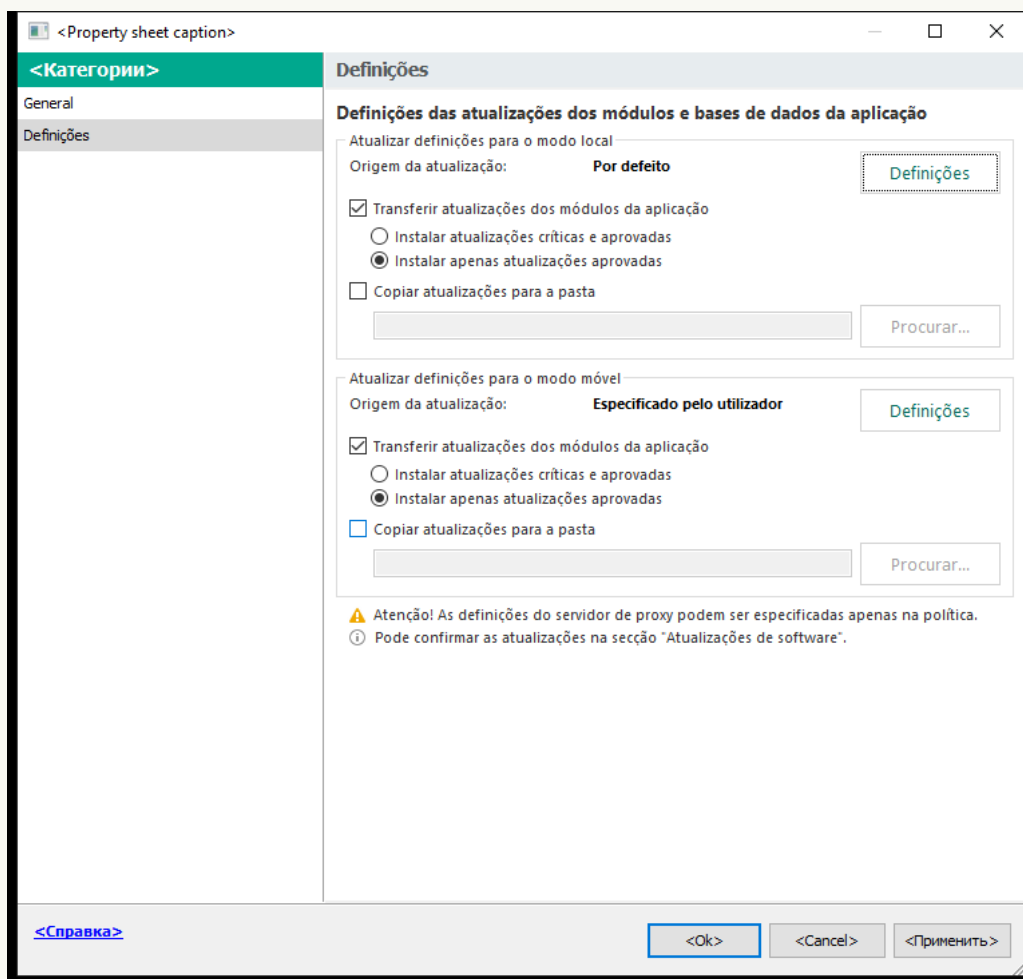 <Property sheet caption>
<Категории>
General
Definições
Definições
Definições das atualizações dos módulos e bases de dados da aplicação
Atualizar definições para o modo local
Origem da atualização: Por defeito Definições
Transferir atualizações dos módulos da aplicação
Instalar atualizações críticas e aprovadas
Instalar apenas atualizações aprovadas
Copiar atualizações para a pasta
Procurar...
Atualizar definições para o modo móvel
Origem da atualização: Especificado pelo utilizador Definições
Transferir atualizações dos módulos da aplicação
Instalar atualizações críticas e aprovadas
Instalar apenas atualizações aprovadas
Copiar atualizações para a pasta
Procurar...
Atenção! As definições do servidor de proxy podem ser especificadas apenas na política.
Pode confirmar as atualizações na secção "Atualizações de software".
<Справка>
<Ok> <Cancel> <Применить>